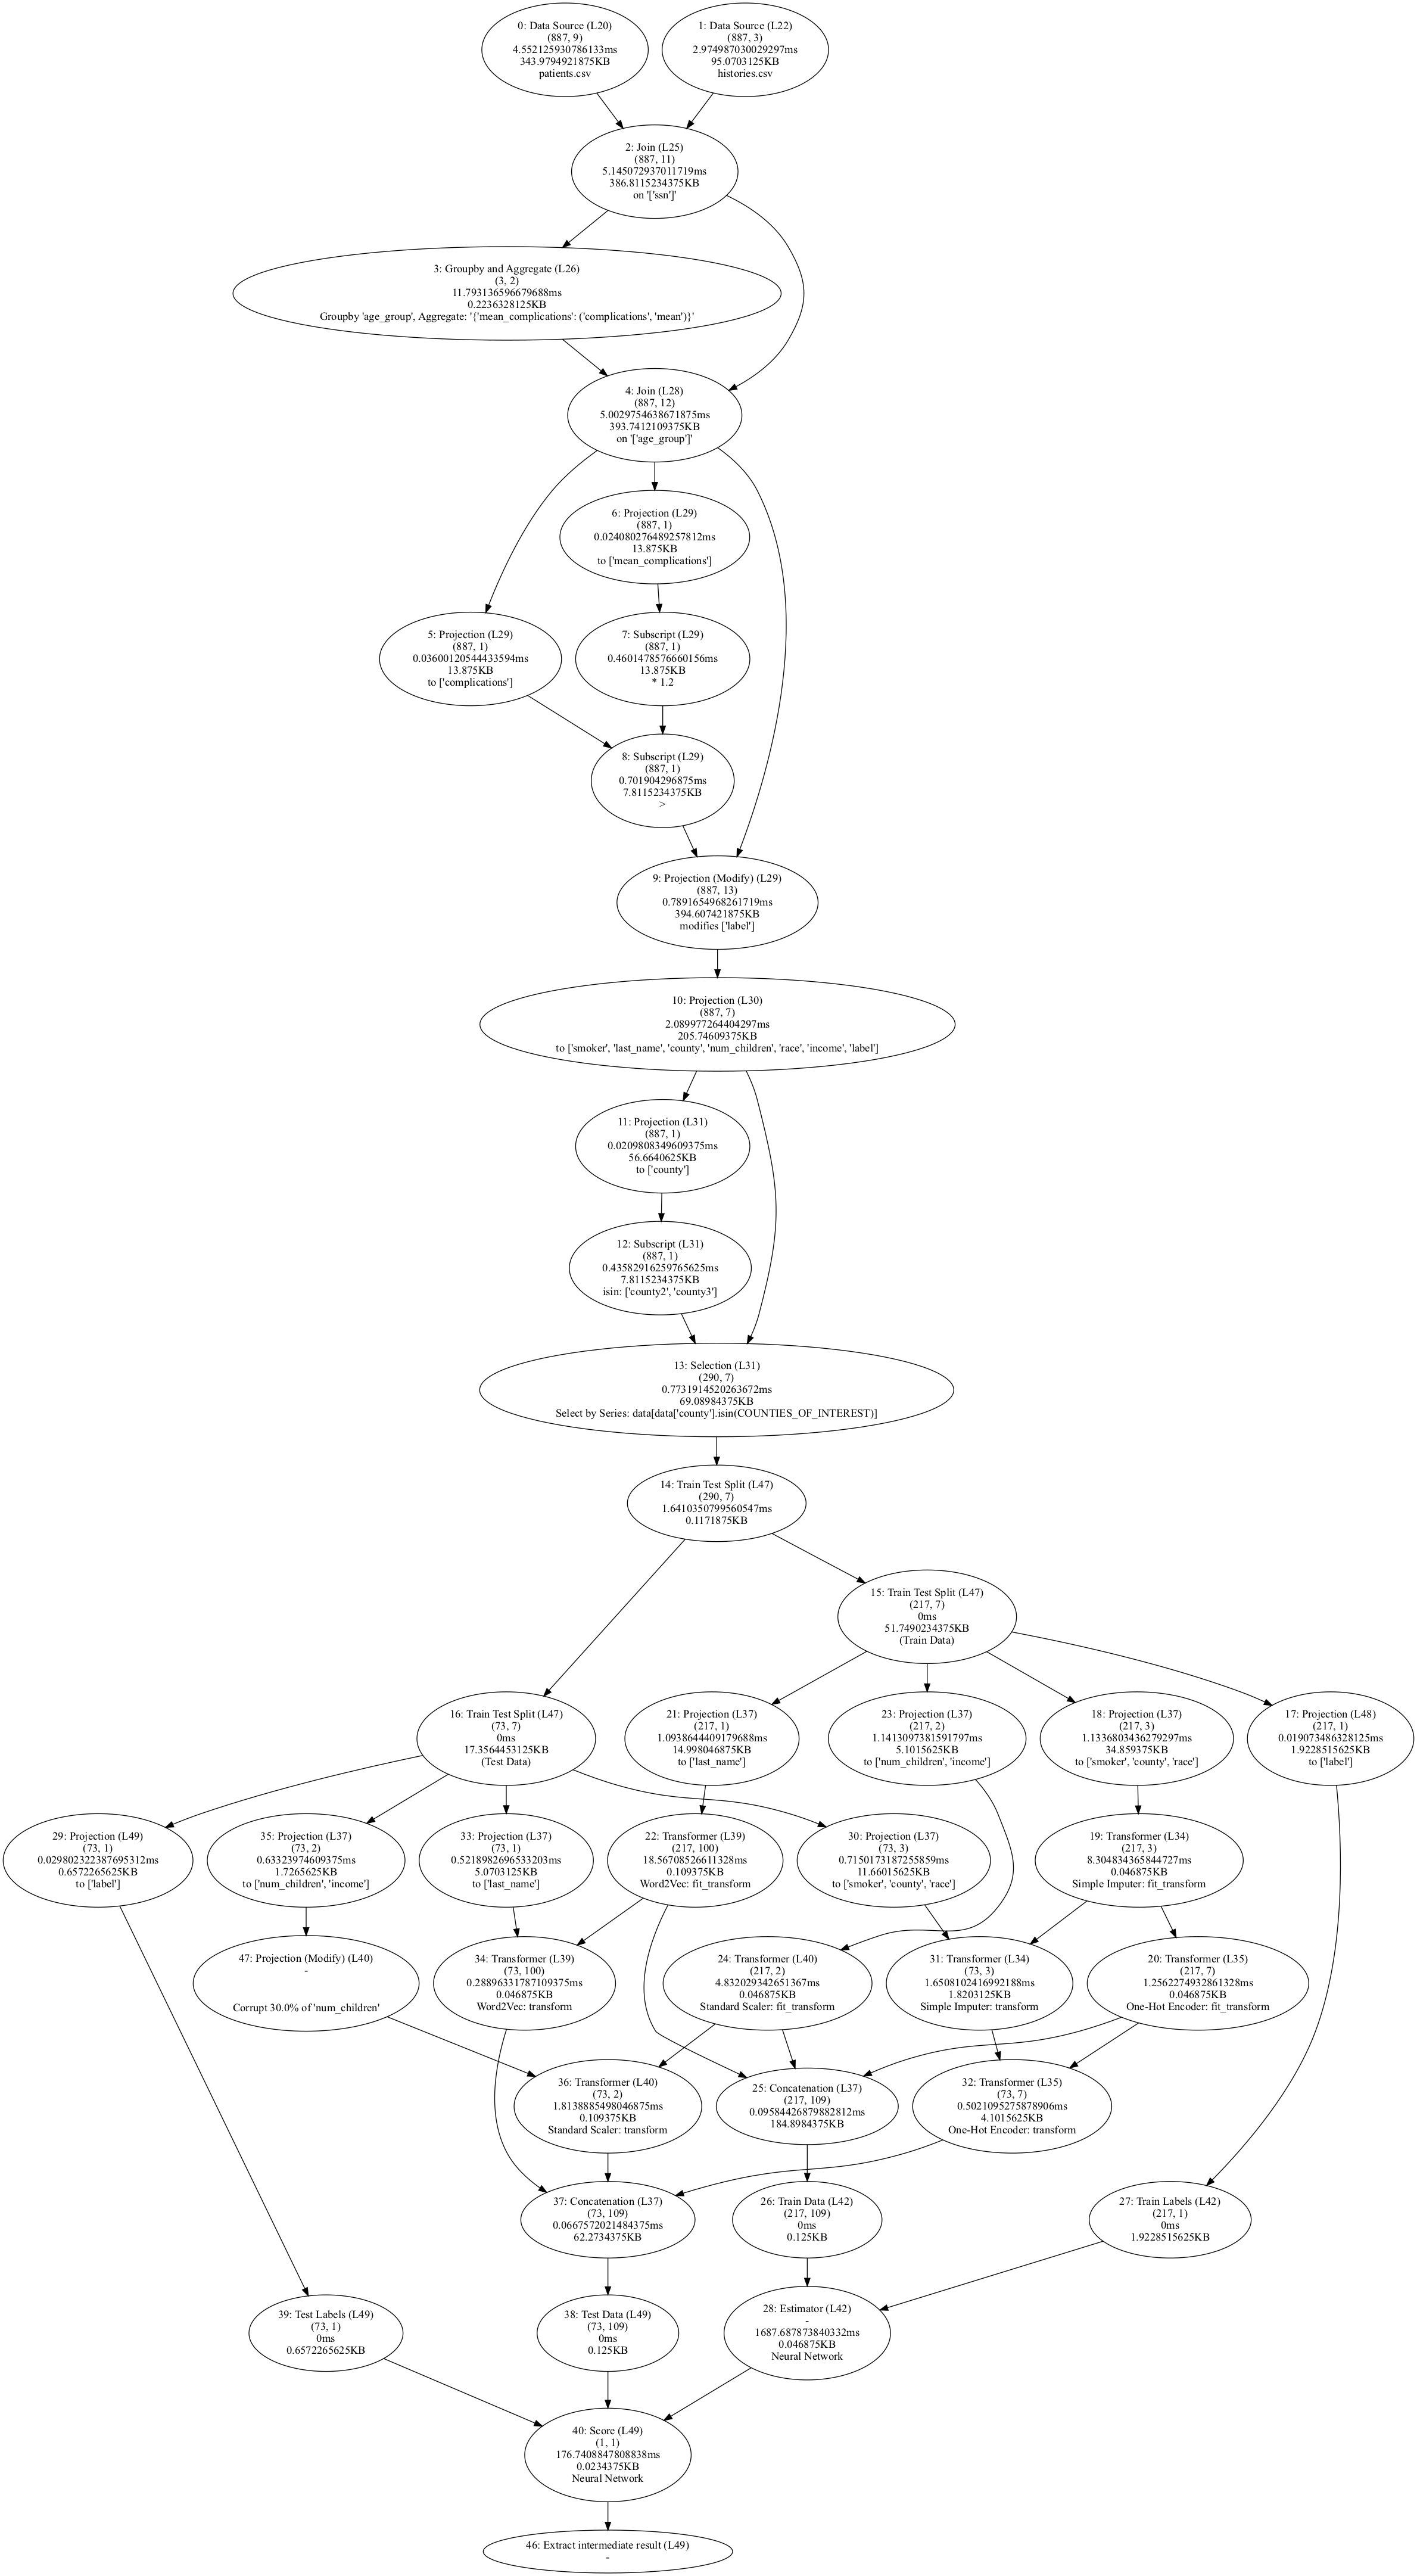 0: Data Source (L20)
(887, 9)
4.552125930786133ms
343.9794921875KB
patients.csv
1: Data Source (L22)
(887, 3)
2.974987030029297ms
95.0703125KB
histories.csv
2: Join (L25)
(887, 11)
5.145072937011719ms
386.8115234375KB
on '['ssn']'
3: Groupby and Aggregate (L26)
(3, 2)
11.793136596679688ms
0.2236328125KB
Groupby 'age_group', Aggregate: '{'mean_complications': ('complications', 'mean')}'
4: Join (L28)
(887, 12)
5.0029754638671875ms
393.7412109375KB
on '['age_group']'
6: Projection (L29)
(887, 1)
0.024080276489257812ms
13.875KB
to ['mean_complications']
5: Projection (L29)
(887, 1)
0.03600120544433594ms
13.875KB
to ['complications']
7: Subscript (L29)
(887, 1)
0.4601478576660156ms
13.875KB
* 1.2
8: Subscript (L29)
(887, 1)
0.701904296875ms
7.8115234375KB
>
9: Projection (Modify) (L29)
(887, 13)
0.7891654968261719ms
394.607421875KB
modifies ['label']
10: Projection (L30)
(887, 7)
2.089977264404297ms
205.74609375KB
to ['smoker', 'last_name', 'county', 'num_children', 'race', 'income', 'label']
11: Projection (L31)
(887, 1)
0.0209808349609375ms
56.6640625KB
to ['county']
12: Subscript (L31)
(887, 1)
0.43582916259765625ms
7.8115234375KB
isin: ['county2', 'county3']
13: Selection (L31)
(290, 7)
0.7731914520263672ms
69.08984375KB
Select by Series: data[data['county'].isin(COUNTIES_OF_INTEREST)]
14: Train Test Split (L47)
(290, 7)
1.6410350799560547ms
0.1171875KB
15: Train Test Split (L47)
(217, 7)
0ms
51.7490234375KB
(Train Data)
16: Train Test Split (L47)
(73, 7)
0ms
17.3564453125KB
(Test Data)
21: Projection (L37)
(217, 1)
1.0938644409179688ms
14.998046875KB
to ['last_name']
23: Projection (L37)
(217, 2)
1.1413097381591797ms
5.1015625KB
to ['num_children', 'income']
18: Projection (L37)
(217, 3)
1.1336803436279297ms
34.859375KB
to ['smoker', 'county', 'race']
17: Projection (L48)
(217, 1)
0.019073486328125ms
1.9228515625KB
to ['label']
29: Projection (L49)
(73, 1)
0.029802322387695312ms
0.6572265625KB
to ['label']
35: Projection (L37)
(73, 2)
0.63323974609375ms
1.7265625KB
to ['num_children', 'income']
33: Projection (L37)
(73, 1)
0.5218982696533203ms
5.0703125KB
to ['last_name']
22: Transformer (L39)
(217, 100)
18.56708526611328ms
0.109375KB
Word2Vec: fit_transform
30: Projection (L37)
(73, 3)
0.7150173187255859ms
11.66015625KB
to ['smoker', 'county', 'race']
19: Transformer (L34)
(217, 3)
8.304834365844727ms
0.046875KB
Simple Imputer: fit_transform
47: Projection (Modify) (L40)
-
Corrupt 30.0% of 'num_children'
34: Transformer (L39)
(73, 100)
0.28896331787109375ms
0.046875KB
Word2Vec: transform
24: Transformer (L40)
(217, 2)
4.832029342651367ms
0.046875KB
Standard Scaler: fit_transform
31: Transformer (L34)
(73, 3)
1.6508102416992188ms
1.8203125KB
Simple Imputer: transform
20: Transformer (L35)
(217, 7)
1.2562274932861328ms
0.046875KB
One-Hot Encoder: fit_transform
36: Transformer (L40)
(73, 2)
1.8138885498046875ms
0.109375KB
Standard Scaler: transform
25: Concatenation (L37)
(217, 109)
0.09584426879882812ms
184.8984375KB
32: Transformer (L35)
(73, 7)
0.5021095275878906ms
4.1015625KB
One-Hot Encoder: transform
37: Concatenation (L37)
(73, 109)
0.0667572021484375ms
62.2734375KB
26: Train Data (L42)
(217, 109)
0ms
0.125KB
27: Train Labels (L42)
(217, 1)
0ms
1.9228515625KB
39: Test Labels (L49)
(73, 1)
0ms
0.6572265625KB
38: Test Data (L49)
(73, 109)
0ms
0.125KB
28: Estimator (L42)
-
1687.687873840332ms
0.046875KB
Neural Network
40: Score (L49)
(1, 1)
176.7408847808838ms
0.0234375KB
Neural Network
46: Extract intermediate result (L49)
-